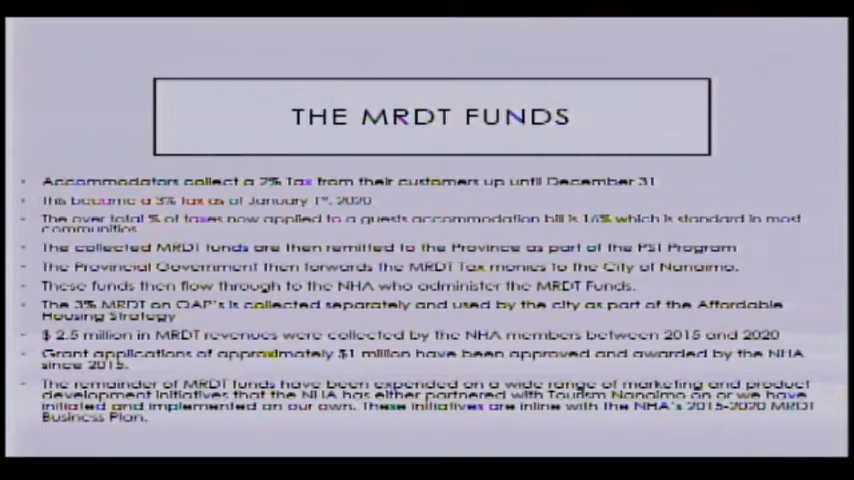 THE MRDT FUNDS
Accommodators collect a 2% Tax from their customers up until December 31
This became a 3% tax as of January 1st, 2020
The over total % of taxes now applied to a guests accommodation bill is 16% which is standard in most
communities
The collected MRDT funds are then remitted to the Province as part of the PST Program
The Provincial Government then forwards the MRDT Tax monies to the City of Nanaimo.
These funds then flow through to the NHA who administer the MRDT Funds.
The 3% MRDT on OAP's is collected separately and used by the city as part of the Affordable
Housing Strategy
$ 2.5 million in MRDT revenues were collected by the NHA members between 2015 and 2020
Grant applications of approximately $1 million have been approved and awarded by the NHA
since 2015.
The remainder of MRDT funds have been expended on a wide range of marketing and product
development initiatives that the NHA has either partnered with Tourism Nanaimo on or we have
initiated and implemented on our own. These initiatives are inline with the NHA's 2015-2020 MRDT
Business Plan.